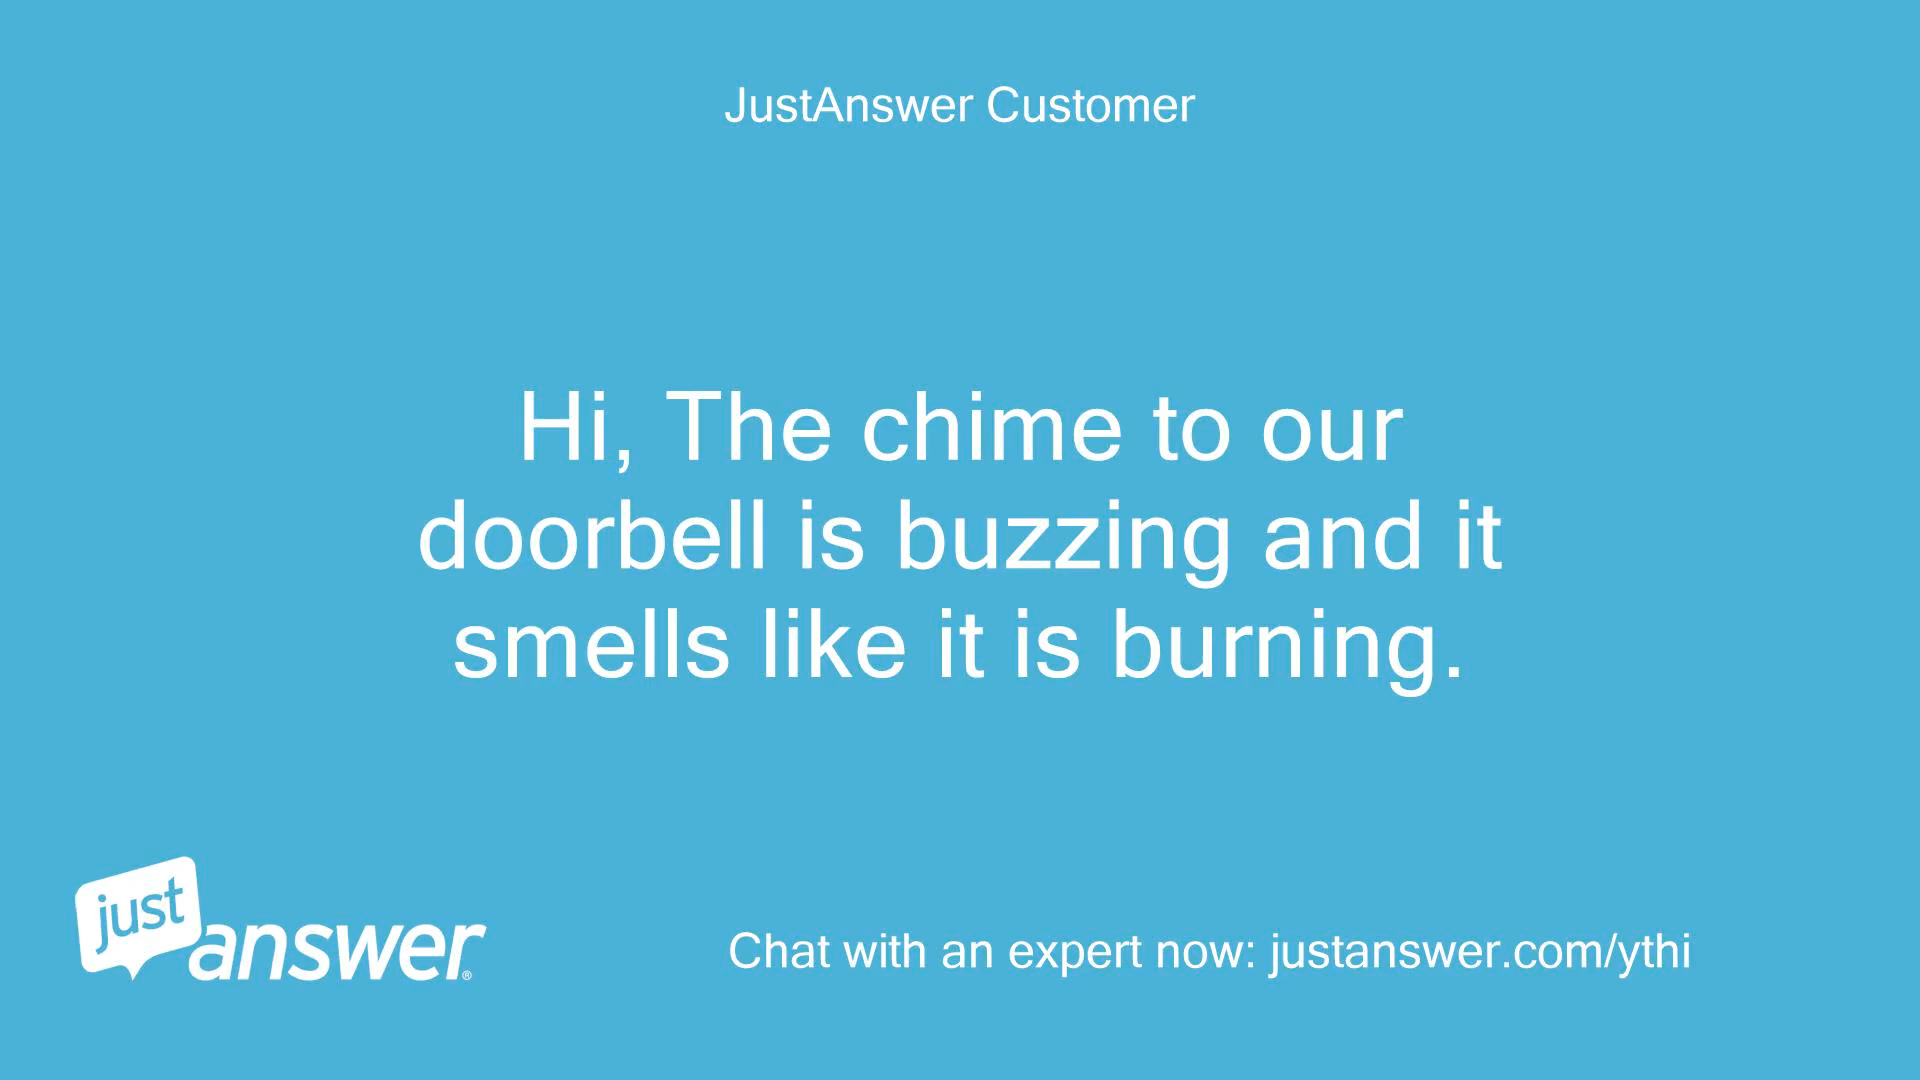 JustAnswer Customer
Hi, The chime to our
doorbell is buzzing and it
smells like it is burning.
just
answer®
Chat with an expert now: justanswer.com/ythi